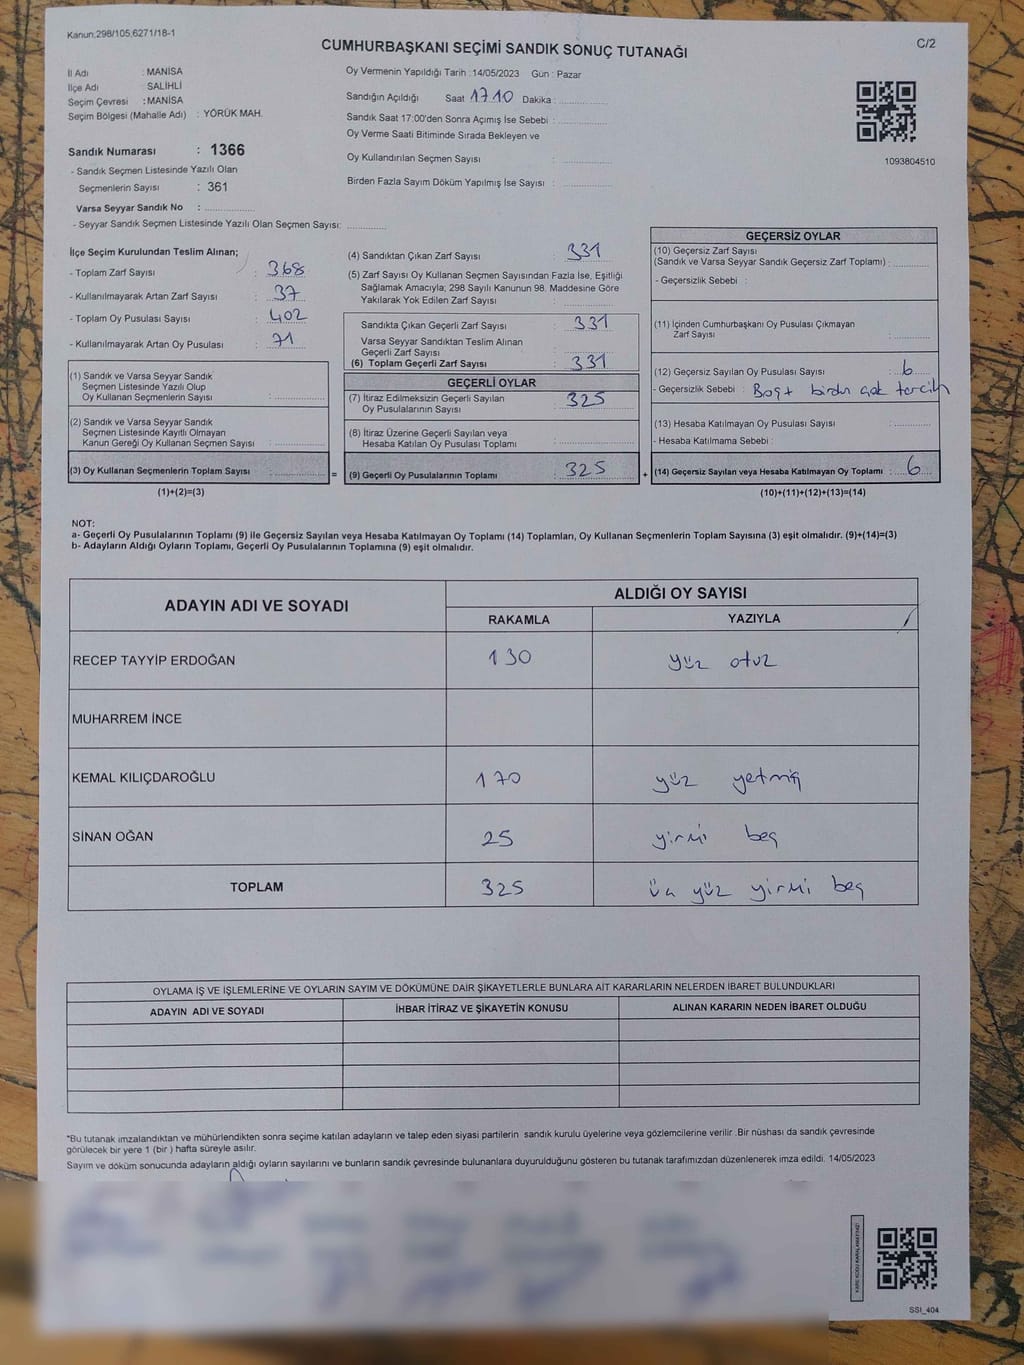 Kanun,298/105,6271/18-1
C/2
CUMHURBAŞKANI SEÇİMİ SANDIK SONUÇ TUTANAĞI
İl Adı : MANİSA
İlçe Adı : SALİHLİ
Seçim Çevresi : MANİSA
Seçim Bölgesi (Mahalle Adı) : YÖRÜK MAH.
Sandık Numarası : 1366
- Sandık Seçmen Listesinde Yazılı Olan
Seçmenlerin Sayısı : 361
Varsa Seyyar Sandık No : ................
- Seyyar Sandık Seçmen Listesinde Yazılı Olan Seçmen Sayısı: ............
Oy Vermenin Yapıldığı Tarih : 14/05/2023 Gün : Pazar
Sandığın Açıldığı Saat 17.10 Dakika : ................
Sandık Saat 17:00'den Sonra Açımış İse Sebebi : ................
Oy Verme Saati Bitiminde Sırada Bekleyen ve
Oy Kullandırılan Seçmen Sayısı : ................
Birden Fazla Sayım Döküm Yapılmış İse Sayısı : ................
1093804510
İlçe Seçim Kurulundan Teslim Alınan;
- Toplam Zarf Sayısı : 368
- Kullanılmayarak Artan Zarf Sayısı : 37
- Toplam Oy Pusulası Sayısı : 402
- Kullanılmayarak Artan Oy Pusulası : 71
(1) Sandık ve Varsa Seyyar Sandık
Seçmen Listesinde Yazılı Olup
Oy Kullanan Seçmenlerin Sayısı : ................
(2) Sandık ve Varsa Seyyar Sandık
Seçmen Listesinde Kayıtlı Olmayan
Kanun Gereği Oy Kullanan Seçmen Sayısı : ................
(3) Oy Kullanan Seçmenlerin Toplam Sayısı : ................
(1)+(2)=(3)
(4) Sandıktan Çıkan Zarf Sayısı : 331
(5) Zarf Sayısı Oy Kullanan Seçmen Sayısından Fazla İse, Eşitliği
Sağlamak Amacıyla; 298 Sayılı Kanunun 98. Maddesine Göre
Yakılarak Yok Edilen Zarf Sayısı : ................
Sandıkta Çıkan Geçerli Zarf Sayısı : 331
Varsa Seyyar Sandıktan Teslim Alınan
Geçerli Zarf Sayısı : ................
(6) Toplam Geçerli Zarf Sayısı : 331
GEÇERLİ OYLAR
(7) İtiraz Edilmeksizin Geçerli Sayılan
Oy Pusulalarının Sayısı : 325
(8) İtiraz Üzerine Geçerli Sayılan veya
Hesaba Katılan Oy Pusulası Toplamı : ................
= (9) Geçerli Oy Pusulalarının Toplamı : 325 +
GEÇERSİZ OYLAR
(10) Geçersiz Zarf Sayısı
(Sandık ve Varsa Seyyar Sandık Geçersiz Zarf Toplamı) : ............
- Geçersizlik Sebebi :
(11) İçinden Cumhurbaşkanı Oy Pusulası Çıkmayan
Zarf Sayısı : ............
(12) Geçersiz Sayılan Oy Pusulası Sayısı : 6
- Geçersizlik Sebebi : Boş + birden çok tercih
(13) Hesaba Katılmayan Oy Pusulası Sayısı : ............
- Hesaba Katılmama Sebebi :
(14) Geçersiz Sayılan veya Hesaba Katılmayan Oy Toplamı : 6
(10)+(11)+(12)+(13)=(14)
NOT:
a- Geçerli Oy Pusulalarının Toplamı (9) ile Geçersiz Sayılan veya Hesaba Katılmayan Oy Toplamı (14) Toplamları, Oy Kullanan Seçmenlerin Toplam Sayısına (3) eşit olmalıdır. (9)+(14)=(3)
b- Adayların Aldığı Oyların Toplamı, Geçerli Oy Pusulalarının Toplamına (9) eşit olmalıdır.
ADAYIN ADI VE SOYADI ALDIĞI OY SAYISI
RAKAMLA YAZIYLA
RECEP TAYYİP ERDOĞAN 130 yüz otuz
MUHARREM İNCE
KEMAL KILIÇDAROĞLU 170 yüz yetmiş
SİNAN OĞAN 25 yirmi beş
TOPLAM 325 üç yüz yirmi beş
OYLAMA İŞ VE İŞLEMLERİNE VE OYLARIN SAYIM VE DÖKÜMÜNE DAİR ŞİKAYETLERLE BUNLARA AİT KARARLARIN NELERDEN İBARET BULUNDUKLARI
ADAYIN ADI VE SOYADI İHBAR İTİRAZ VE ŞİKAYETİN KONUSU ALINAN KARARIN NEDEN İBARET OLDUĞU
*Bu tutanak imzalandıktan ve mühürlendikten sonra seçime katılan adayların ve talep eden siyasi partilerin sandık kurulu üyelerine veya gözlemcilerine verilir .Bir nüshası da sandık çevresinde
görülecek bir yere 1 (bir ) hafta süreyle asılır.
Sayım ve döküm sonucunda adayların aldığı oyların sayılarını ve bunların sandık çevresinde bulunanlara duyurulduğunu gösteren bu tutanak tarafımızdan düzenlenerek imza edildi. 14/05/2023
SSI_404